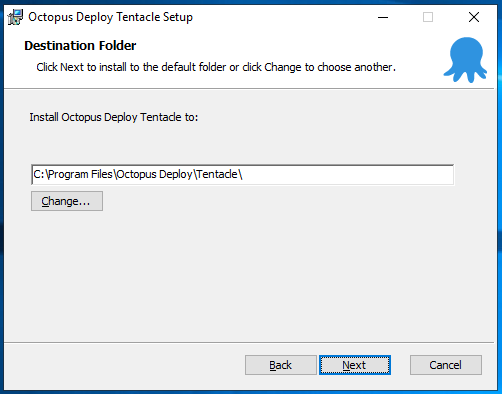 Octopus Deploy Tentacle Setup
Destination Folder
Click Next to install to the default folder or click Change to choose another.
Install Octopus Deploy Tentacle to:
C:\Program Files\Octopus Deploy\Tentacle\
Change...
Back Next Cancel